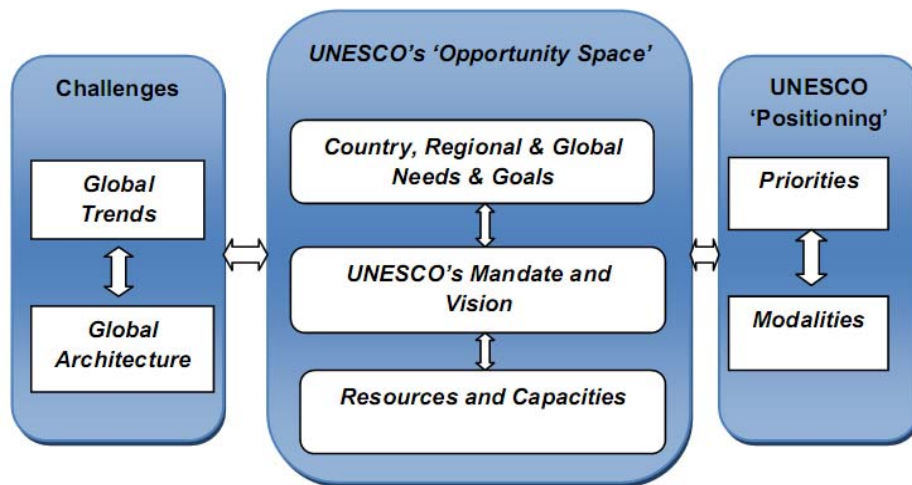 Challenges
Global
Trends
Global
Architecture
UNESCO's ‘Opportunity Space’
Country, Regional & Global
Needs & Goals
UNESCO's Mandate and
Vision
Resources and Capacities
UNESCO
‘Positioning’
Priorities
Modalities